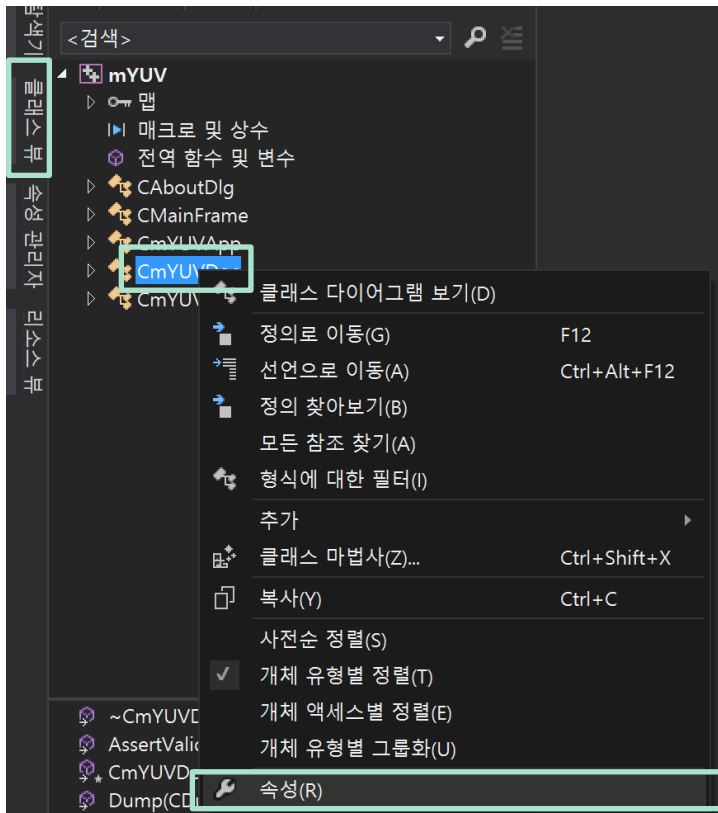 탐색기
<검색>
클래스 뷰
mYUV
맵
매크로 및 상수
전역 함수 및 변수
속성 관리자
CAboutDlg
CMainFrame
CmYUVApp
CmYUVDoc
CmYUV
리소스 뷰
클래스 다이어그램 보기(D)
정의로 이동(G) F12
선언으로 이동(A) Ctrl+Alt+F12
정의 찾아보기(B)
모든 참조 찾기(A)
형식에 대한 필터(I)
추가
클래스 마법사(Z)... Ctrl+Shift+X
복사(Y) Ctrl+C
사전순 정렬(S)
개체 유형별 정렬(T)
개체 액세스별 정렬(E)
개체 유형별 그룹화(U)
속성(R)
~CmYUVD
AssertValid
CmYUVD
Dump(CDu